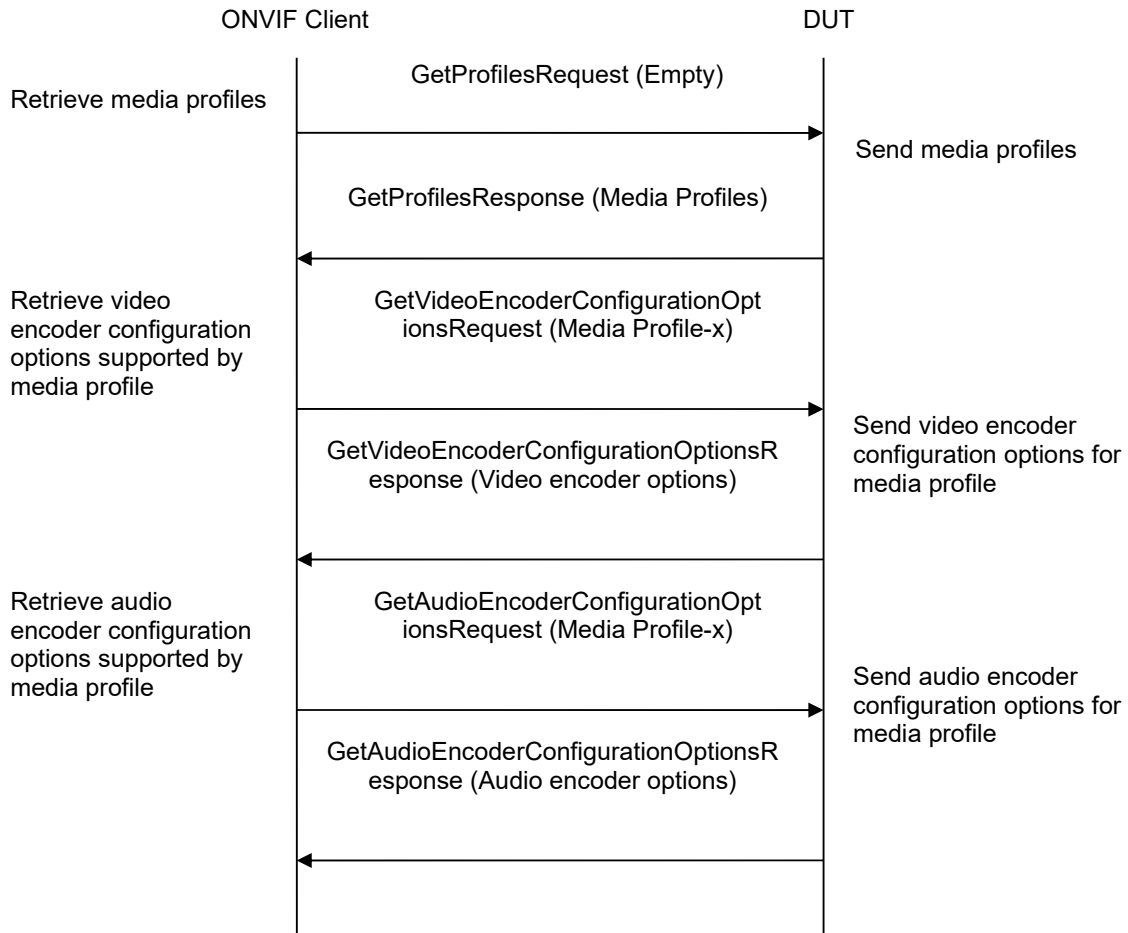 ONVIF Client
DUT
GetProfilesRequest (Empty)
Retrieve media profiles
Send media profiles
GetProfilesResponse (Media Profiles)
Retrieve video
encoder configuration
options supported by
media profile
GetVideoEncoderConfigurationOpt
ionsRequest (Media Profile-x)
Send video encoder
configuration options for
media profile
GetVideoEncoderConfigurationOptionsR
esponse (Video encoder options)
Retrieve audio
encoder configuration
options supported by
media profile
GetAudioEncoderConfigurationOpt
ionsRequest (Media Profile-x)
Send audio encoder
configuration options for
media profile
GetAudioEncoderConfigurationOptionsR
esponse (Audio encoder options)